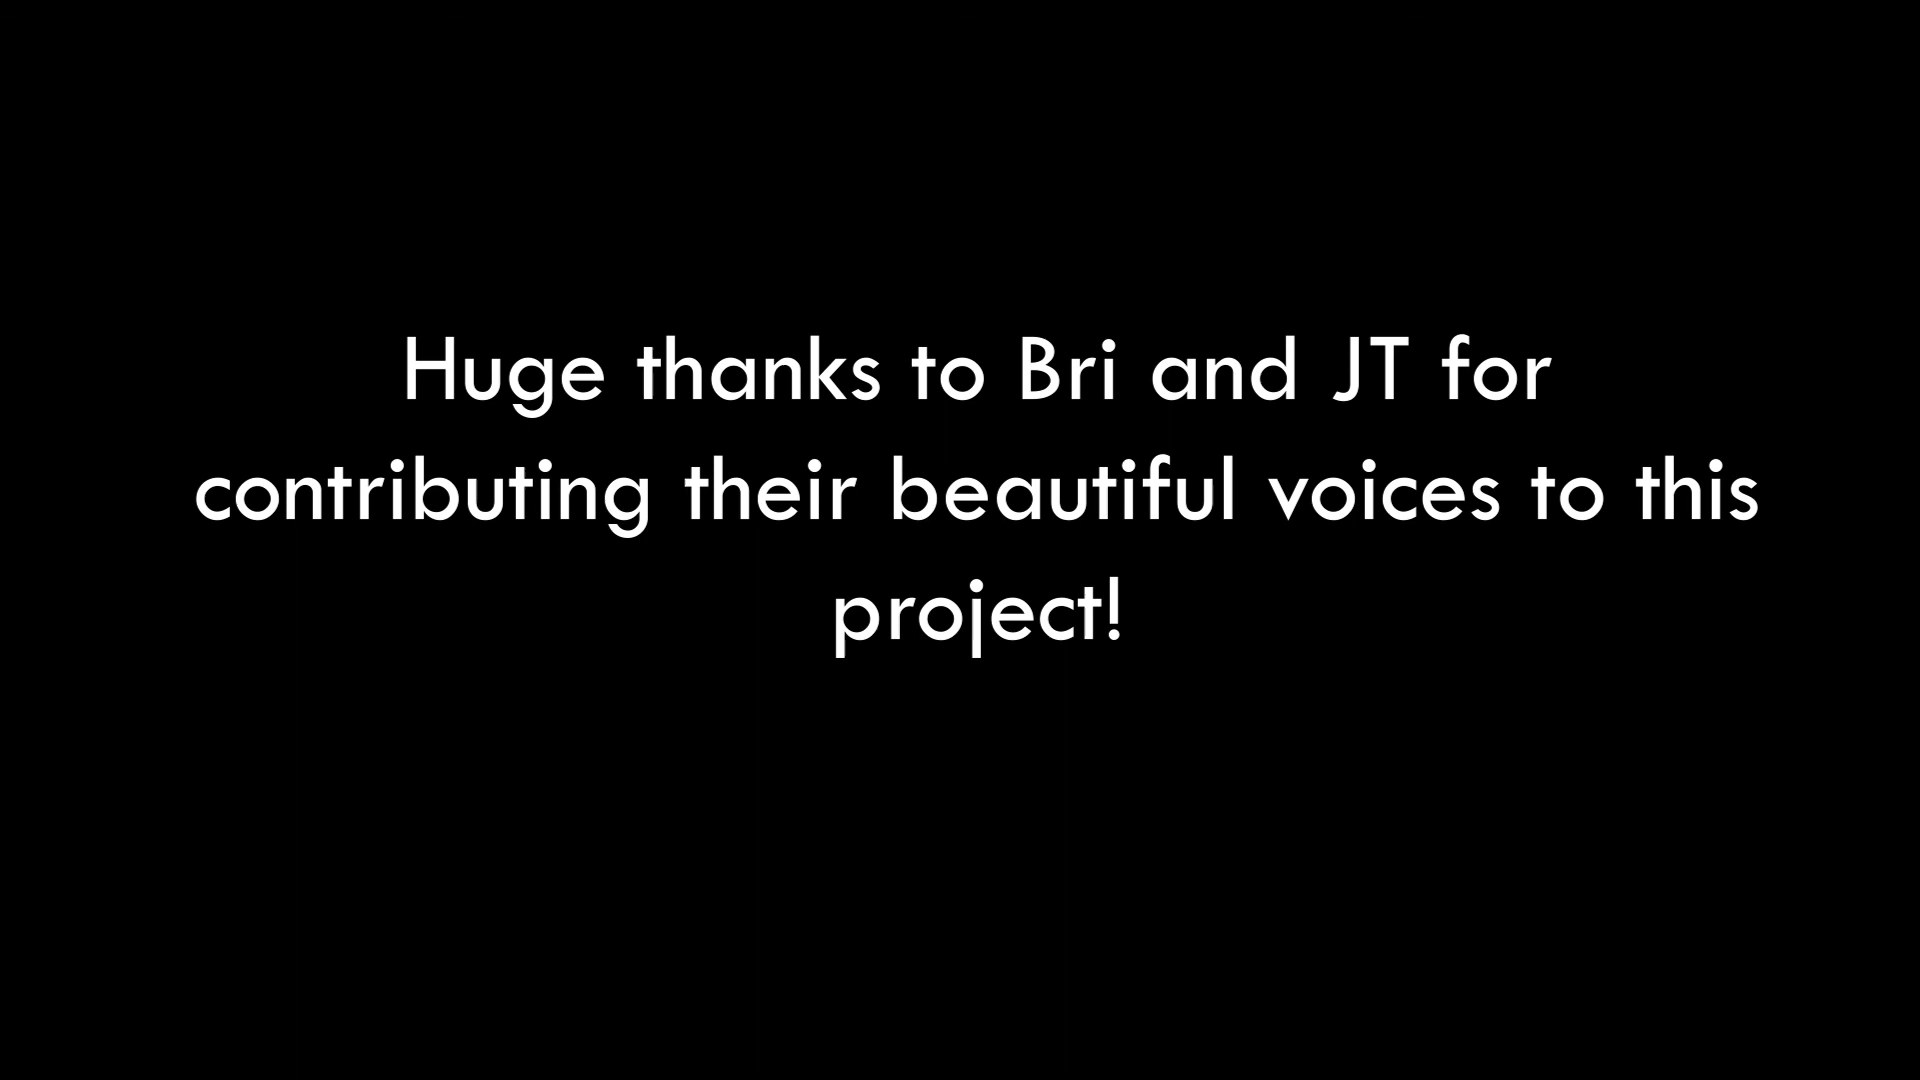 Huge thanks to Bri and JT for
contributing their beautiful voices to this
project!